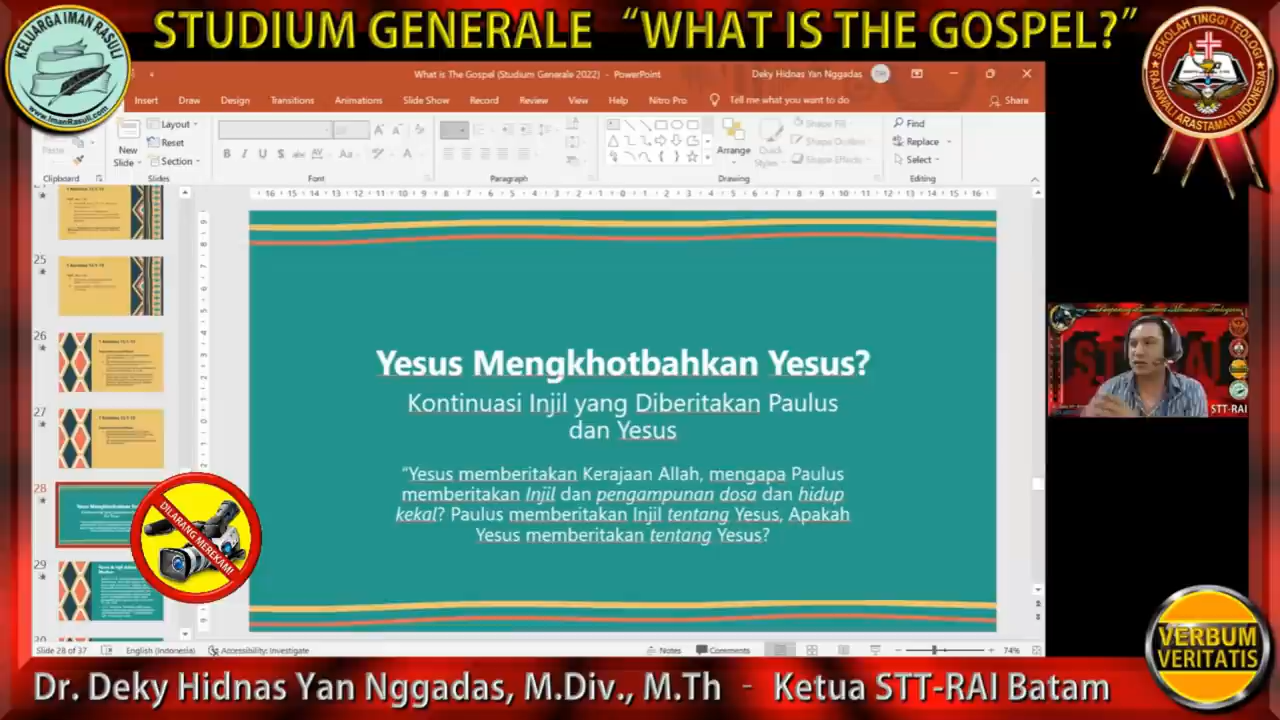 STUDIUM GENERALE “WHAT IS THE GOSPEL?”
KELUARGA IMAN RASULI
www.ImanRasuli.com
SEKOLAH TINGGI TEOLOGI
RAJAWALI ARASTAMAR INDONESIA
What is The Gospel (Studium Generale 2022) - PowerPoint
Deky Hidnas Yan Nggadas
Insert Draw Design Transitions Animations Slide Show Record Review View Help Nitro Pro Tell me what you want to do Share
Paste
New
Slide
Layout
Reset
Section
Find
Replace
Select
Arrange
Quick
Styles
Shape Fill
Shape Outline
Shape Effects
Clipboard Slides Font Paragraph Drawing Editing
25
26
27
28
29
Yesus Mengkhotbahkan Yesus?
Kontinuasi Injil yang Diberitakan Paulus
dan Yesus
“Yesus memberitakan Kerajaan Allah, mengapa Paulus
memberitakan Injil dan pengampunan dosa dan hidup
kekal? Paulus memberitakan Injil tentang Yesus, Apakah
Yesus memberitakan tentang Yesus?
DILARANG MEREKAM!
STT-RAI
Slide 28 of 37 English (Indonesia) Accessibility: Investigate Notes Comments 74%
VERBUM
VERITATIS
Dr. Deky Hidnas Yan Nggadas, M.Div., M.Th - Ketua STT-RAI Batam